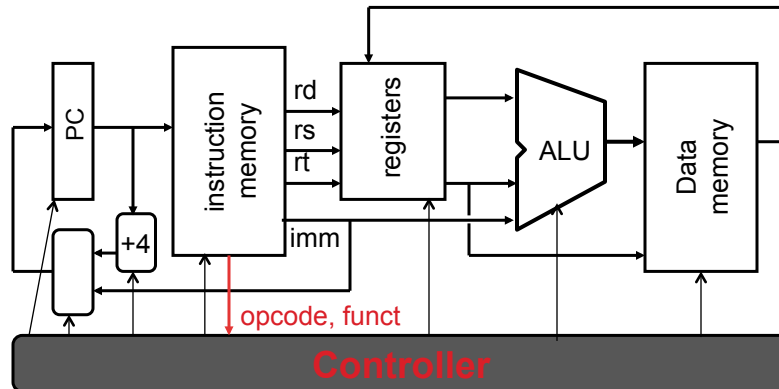 PC
+4
instruction
memory
rd
rs
rt
imm
registers
ALU
Data
memory
opcode, funct
Controller